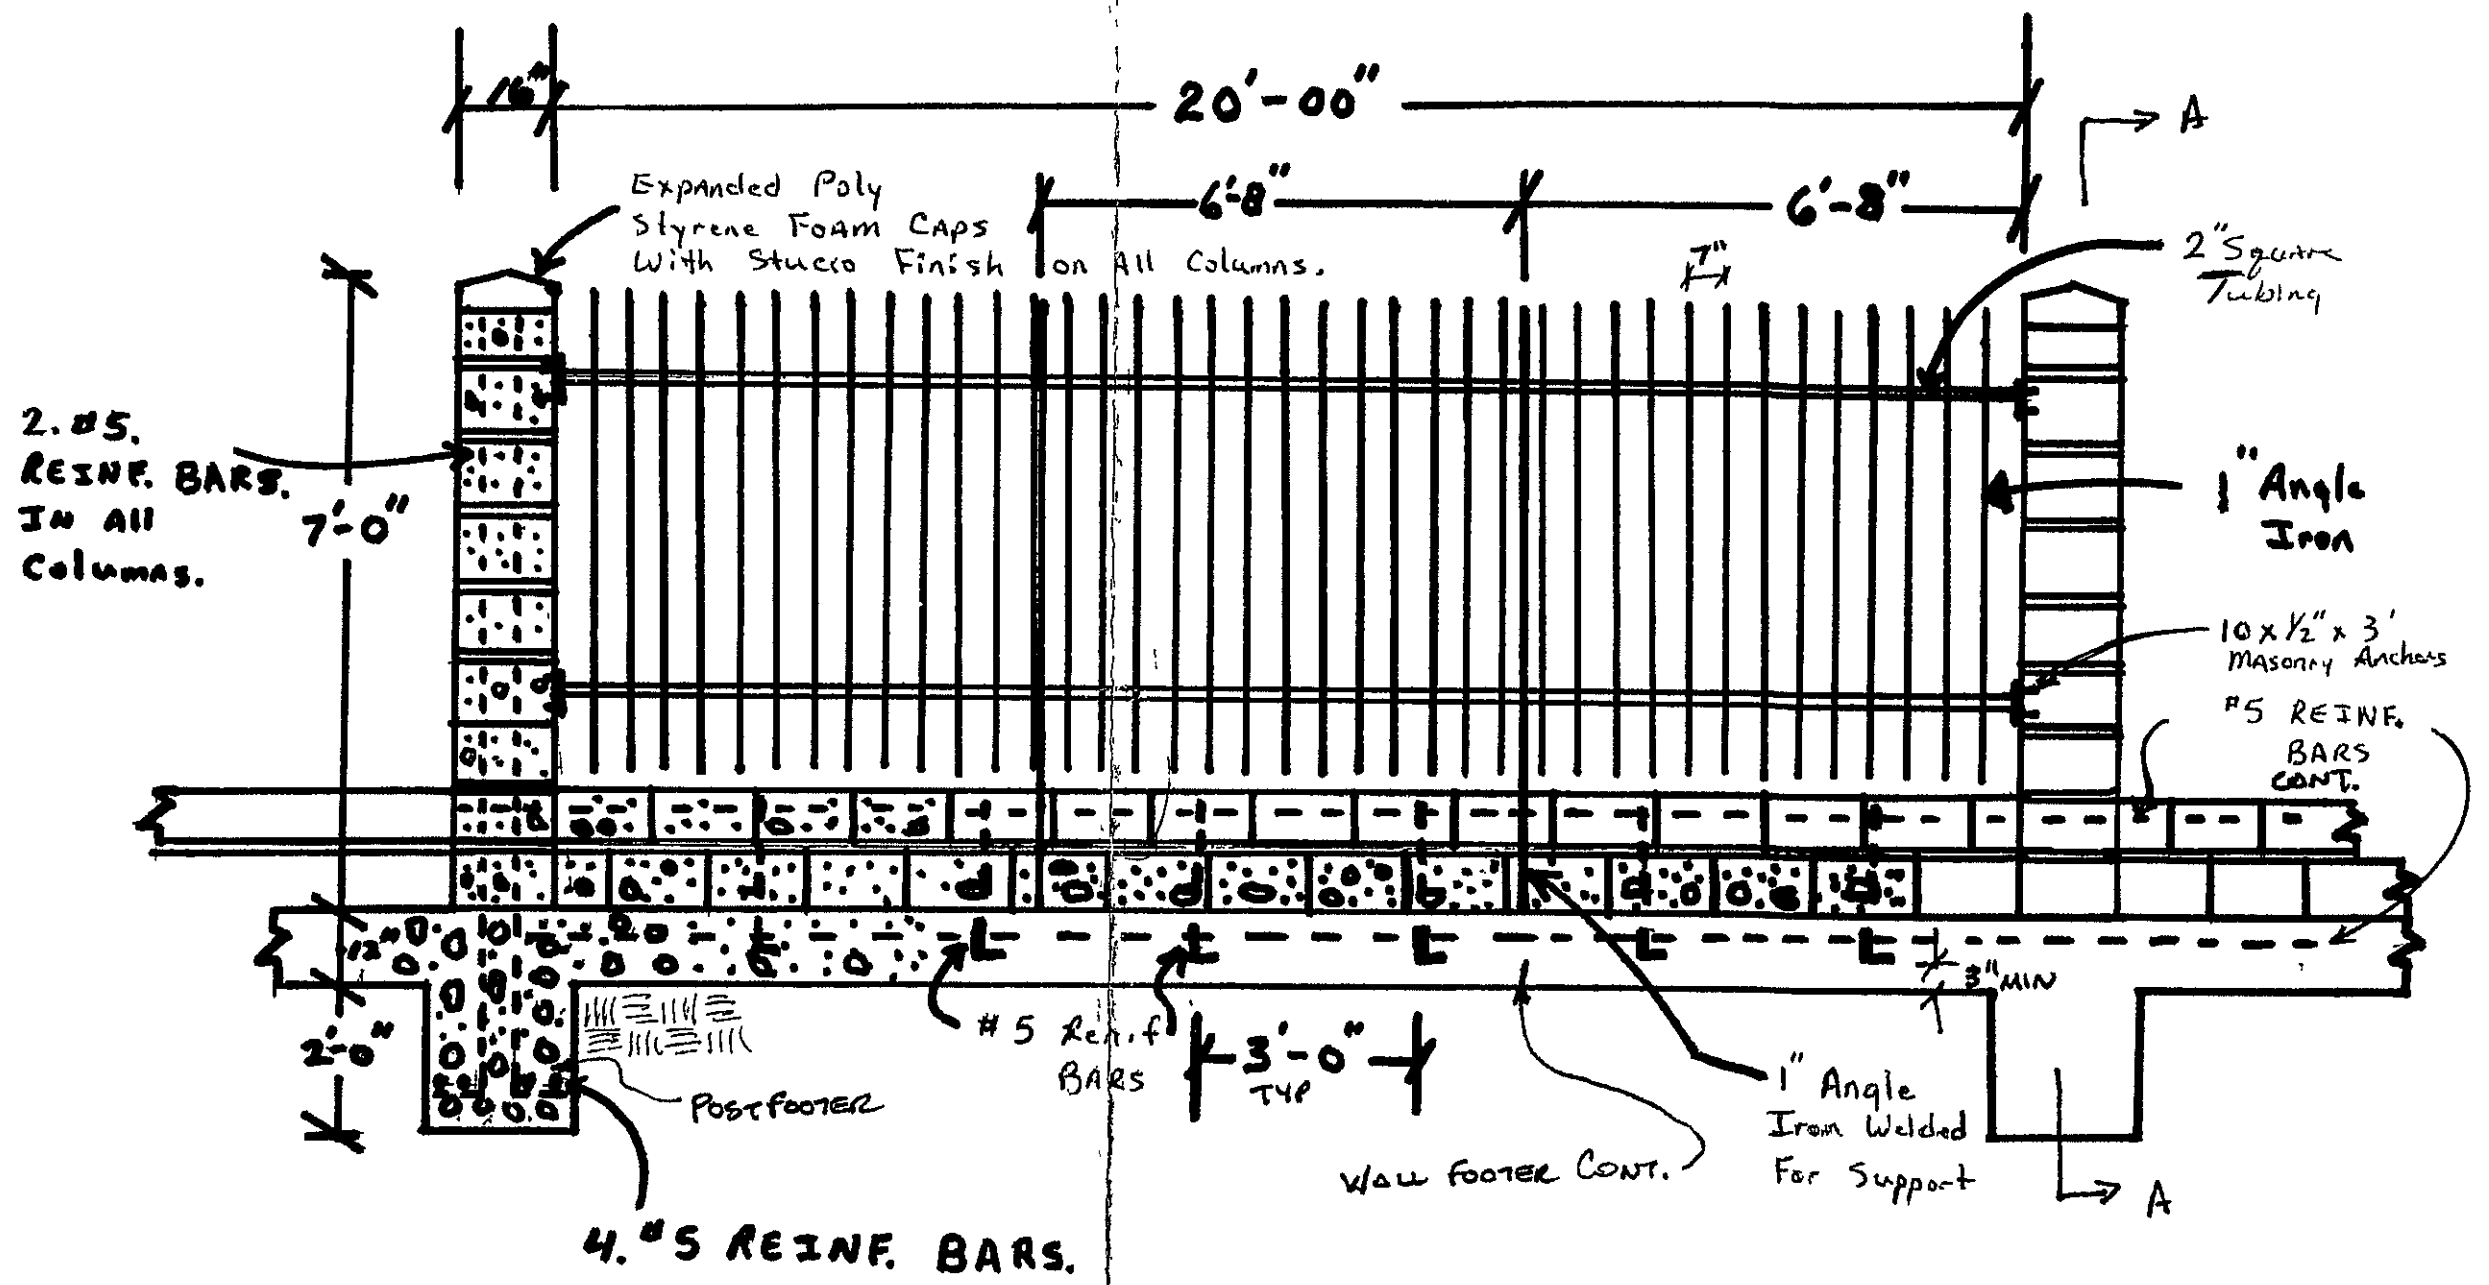 16"
20'-00"
A
6'-8"
6'-8"
Expanded Poly
Styrene Foam Caps
With Stucco Finish on All Columns.
7"
2" Square
Tubing
2. #5.
REINF. BARS.
IN All
Columns.
7'-0"
1" Angle
Iron
10 x 1/2" x 3'
Masonry Anchors
#5 REINF.
BARS
CONT.
12"
2'-0"
3" MIN
#5 Reinf
BARS
3'-0"
TYP
POST FOOTER
1" Angle
Iron Welded
For Support
WALL FOOTER CONT.
A
4. #5 REINF. BARS.